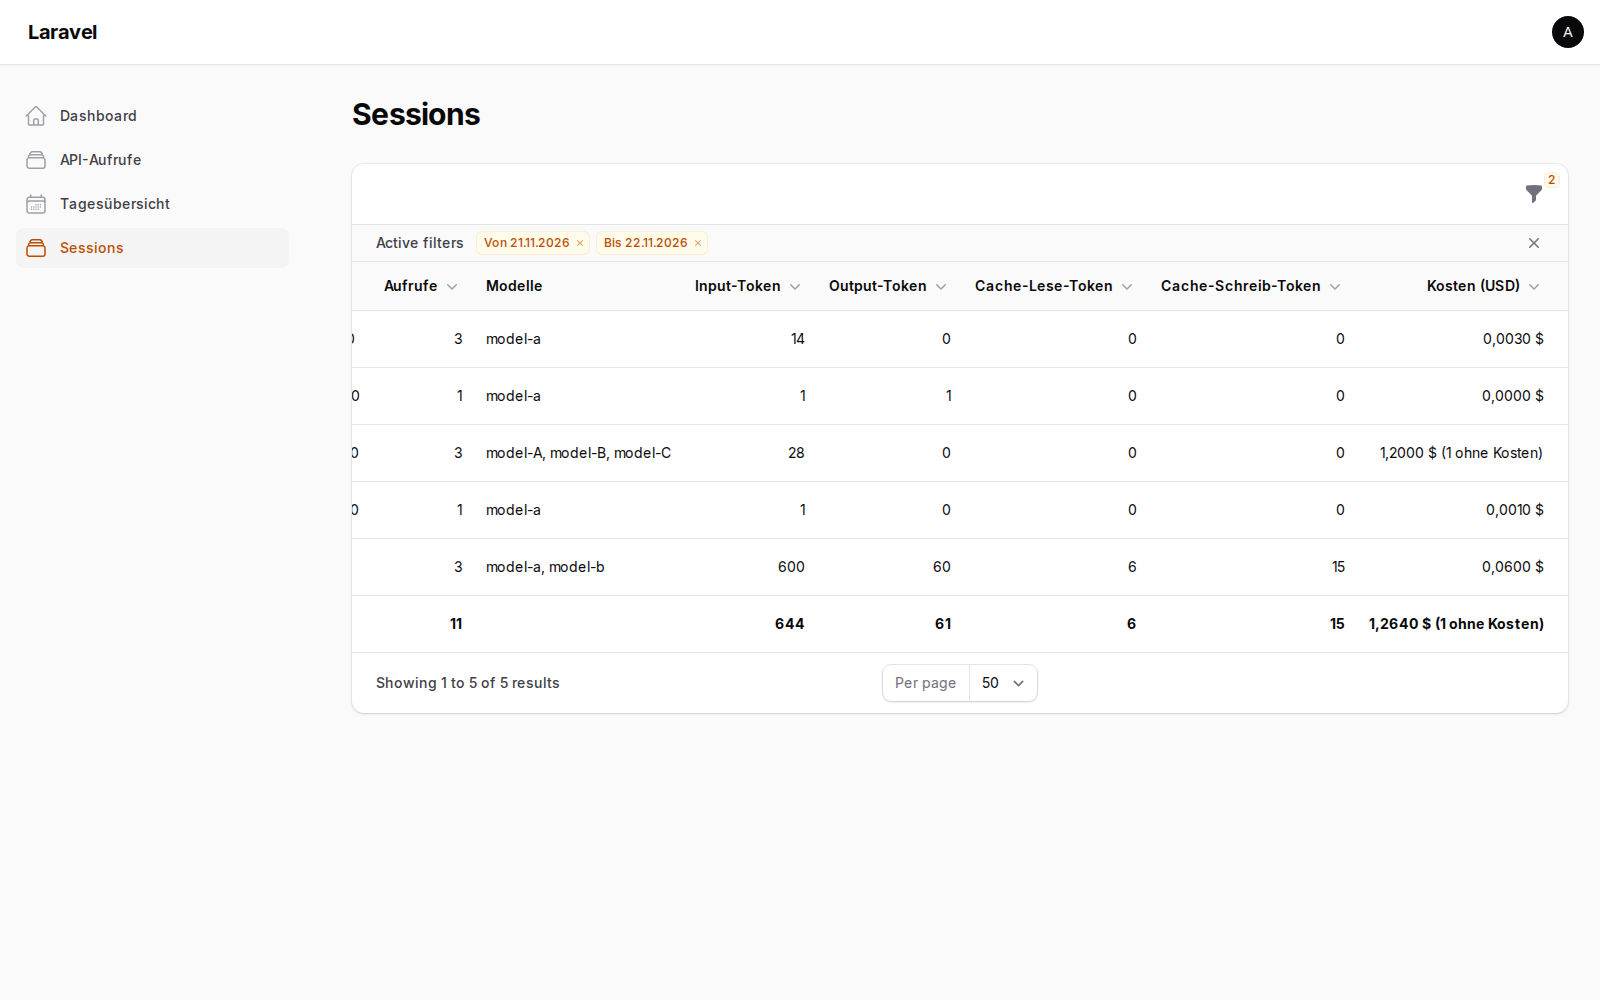 Laravel
A
Dashboard
API-Aufrufe
Tagesübersicht
Sessions
Sessions
2
Active filters Von 21.11.2026 Bis 22.11.2026
Aufrufe Modelle Input-Token Output-Token Cache-Lese-Token Cache-Schreib-Token Kosten (USD)
3 model-a 14 0 0 0 0,0030 $
0 1 model-a 1 1 0 0 0,0000 $
0 3 model-A, model-B, model-C 28 0 0 0 1,2000 $ (1 ohne Kosten)
0 1 model-a 1 0 0 0 0,0010 $
3 model-a, model-b 600 60 6 15 0,0600 $
11 644 61 6 15 1,2640 $ (1 ohne Kosten)
Showing 1 to 5 of 5 results Per page 50